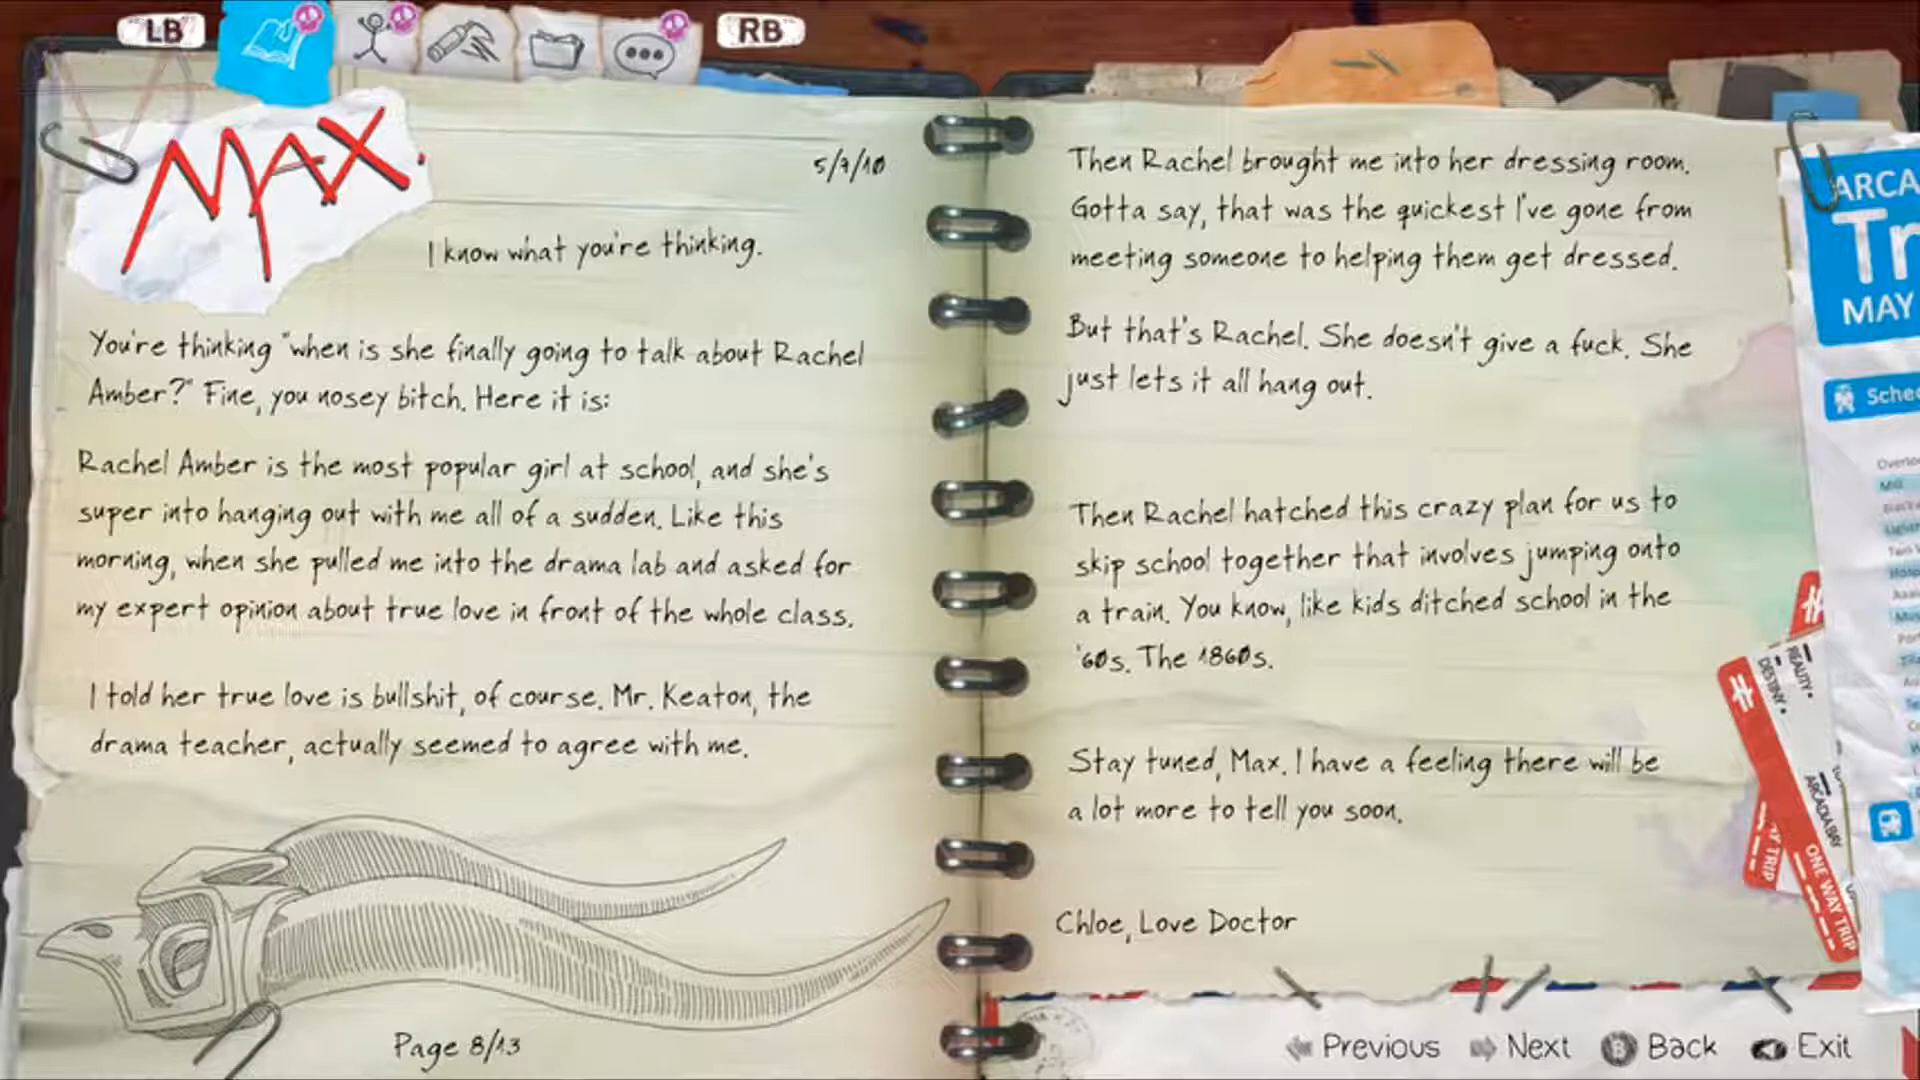 LB
RB
MAX.
5/7/10
I know what you're thinking.
You're thinking "when is she finally going to talk about Rachel
Amber?" Fine, you nosey bitch. Here it is:
Rachel Amber is the most popular girl at school, and she's
super into hanging out with me all of a sudden. Like this
morning, when she pulled me into the drama lab and asked for
my expert opinion about true love in front of the whole class.
I told her true love is bullshit, of course. Mr. Keaton, the
drama teacher, actually seemed to agree with me.
Page 8/13
Then Rachel brought me into her dressing room.
Gotta say, that was the quickest I've gone from
meeting someone to helping them get dressed.
But that's Rachel. She doesn't give a fuck. She
just lets it all hang out.
Then Rachel hatched this crazy plan for us to
skip school together that involves jumping onto
a train. You know, like kids ditched school in the
'60s. The 1860s.
Stay tuned, Max. I have a feeling there will be
a lot more to tell you soon.
Chloe, Love Doctor
ARCA
Tr
MAY
Sched
REALITY
DESTINY
ONE WAY TRIP
Previous
Next
B Back
Exit